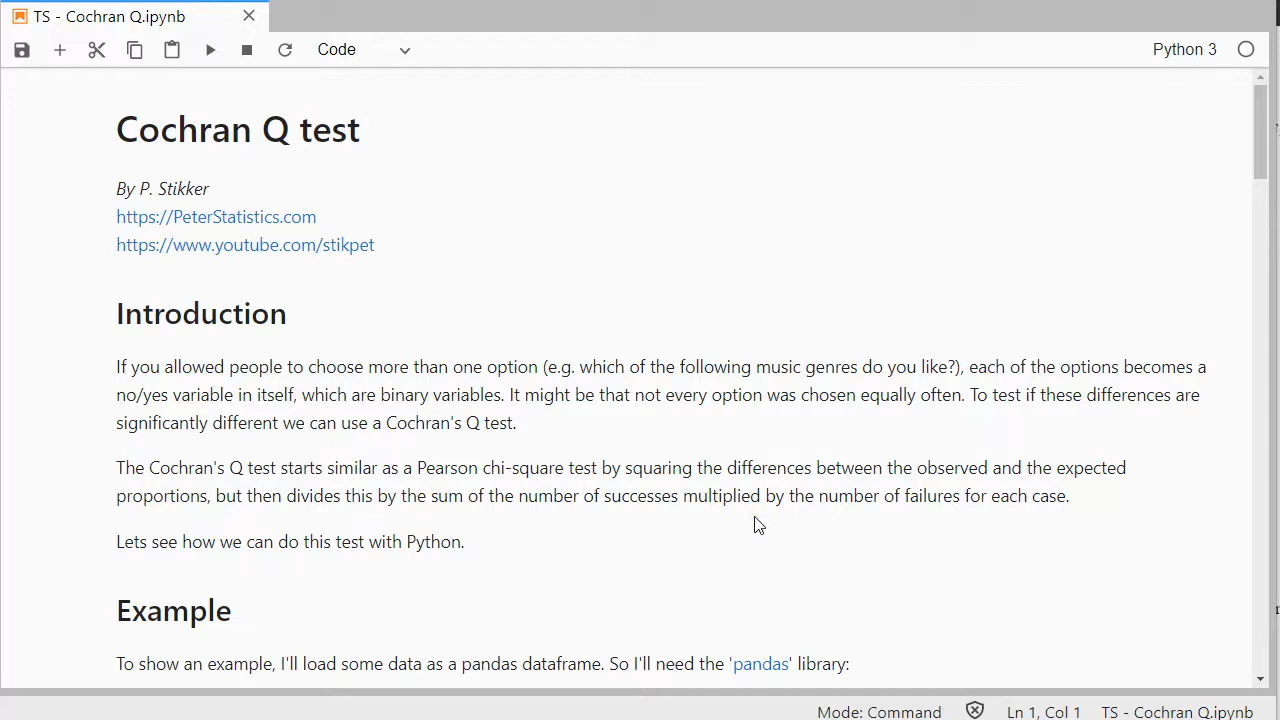 TS - Cochran Q.ipynb
Code
Python 3
Cochran Q test
By P. Stikker
https://PeterStatistics.com
https://www.youtube.com/stikpet
Introduction
If you allowed people to choose more than one option (e.g. which of the following music genres do you like?), each of the options becomes a
no/yes variable in itself, which are binary variables. It might be that not every option was chosen equally often. To test if these differences are
significantly different we can use a Cochran's Q test.
The Cochran's Q test starts similar as a Pearson chi-square test by squaring the differences between the observed and the expected
proportions, but then divides this by the sum of the number of successes multiplied by the number of failures for each case.
Lets see how we can do this test with Python.
Example
To show an example, I'll load some data as a pandas dataframe. So I'll need the 'pandas' library:
Mode: Command
Ln 1, Col 1
TS - Cochran Q.ipynb